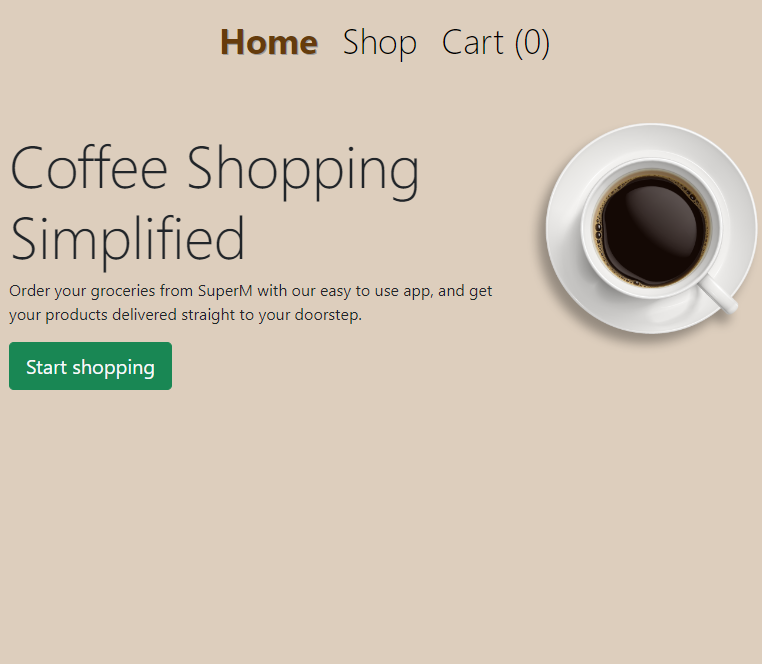 Home Shop Cart (0)
Coffee Shopping
Simplified
Order your groceries from SuperM with our easy to use app, and get
your products delivered straight to your doorstep.
Start shopping